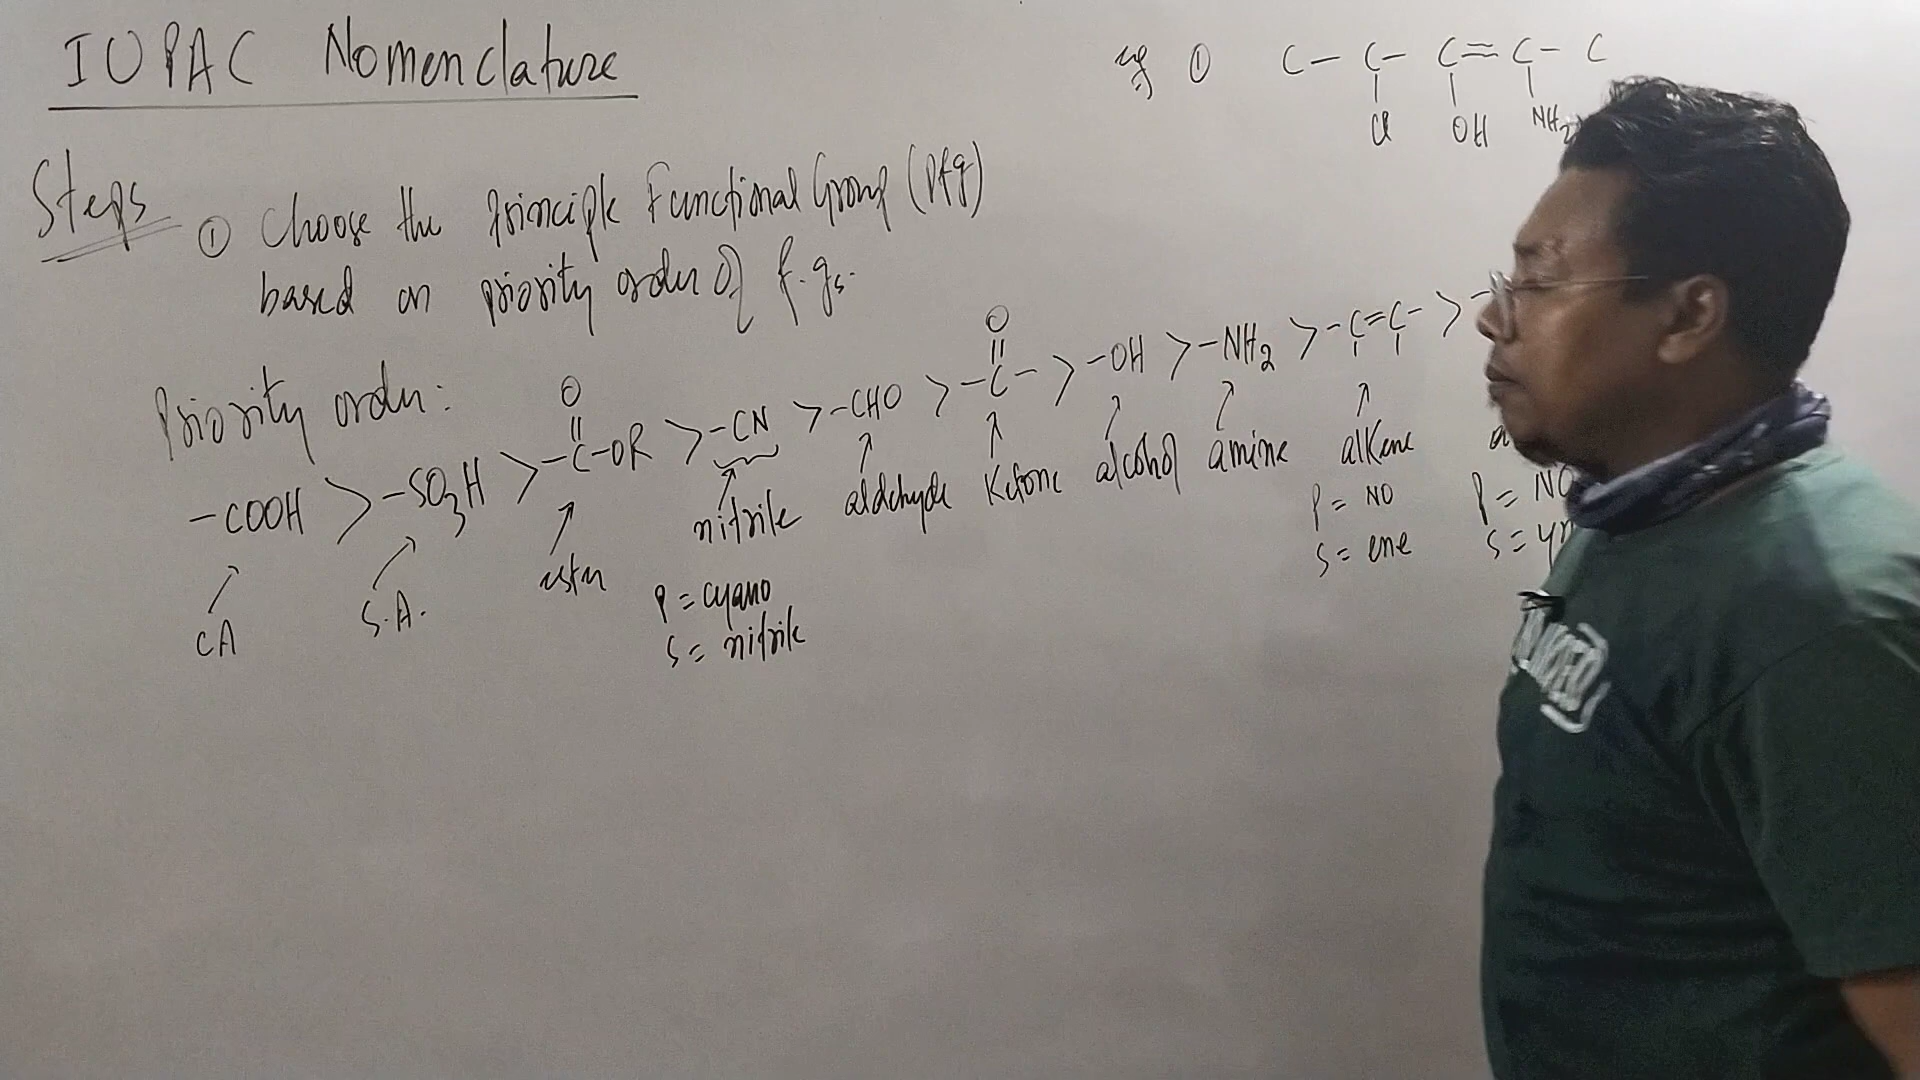 IUPAC Nomenclature
eg ① C - C - C = C - C
Cl OH NH2
Steps ① Choose the Principle Functional Group (Pfg)
based on priority order of f.gs.
Priority order:
-COOH > -SO3H > -C-OR > -CN > -CHO > -C- > -OH > -NH2 > -C=C- >
O O
CA S.A. ester nitrile aldehyde Ketone alcohol amine alkene
P = cyano
S = nitrile
P = NO
S = ene
P = NO
S = yn